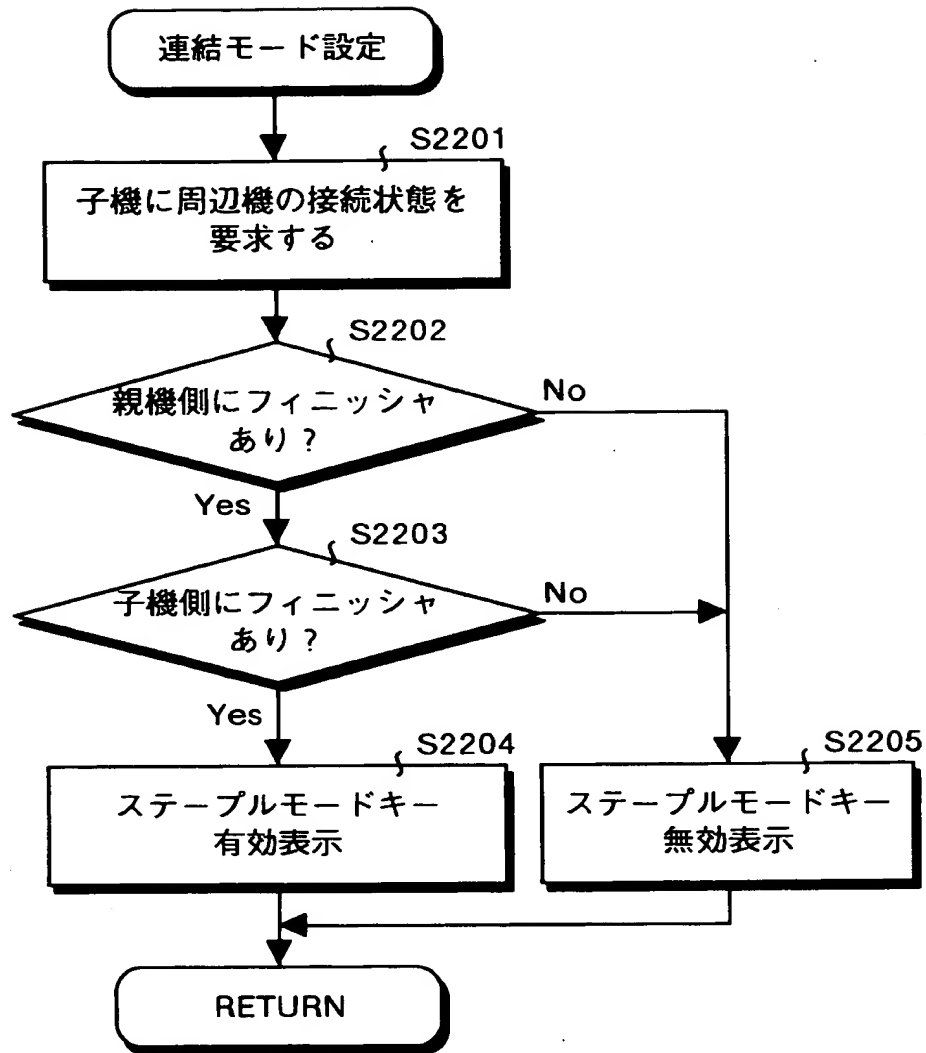 連結モード設定
S2201
子機に周辺機の接続状態を
要求する
S2202
親機側にフィニッシャ
あり？
No
Yes
S2203
子機側にフィニッシャ
あり？
No
Yes
S2204
ステープルモードキー
有効表示
S2205
ステープルモードキー
無効表示
RETURN